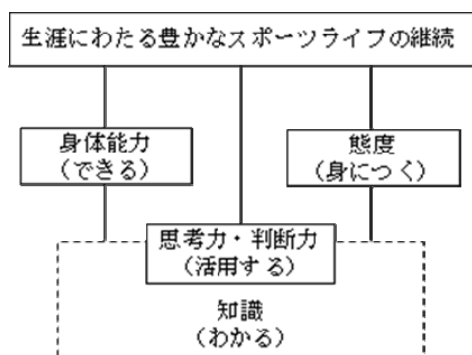 生涯にわたる豊かなスポーツライフの継続
身体能力
(できる)
態度
(身につく)
思考力・判断力
(活用する)
知識
(わかる)